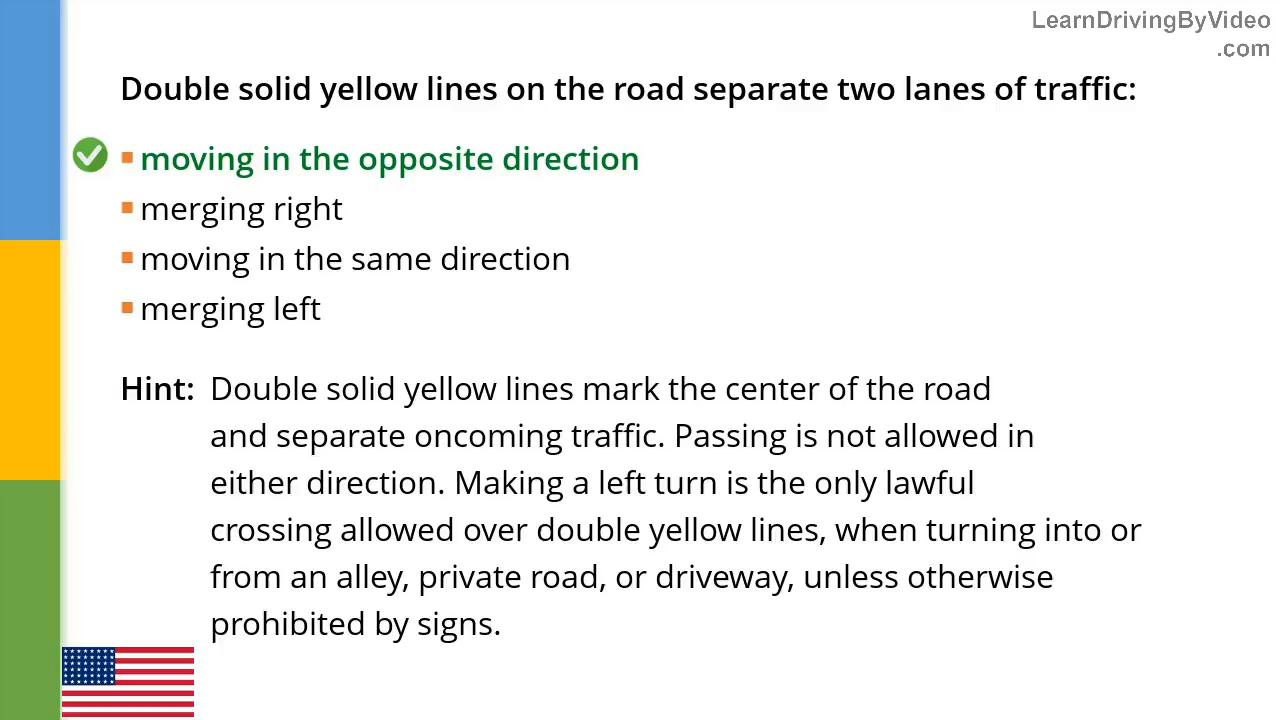 LearnDrivingByVideo
.com
Double solid yellow lines on the road separate two lanes of traffic:
moving in the opposite direction
merging right
moving in the same direction
merging left
Hint: Double solid yellow lines mark the center of the road
and separate oncoming traffic. Passing is not allowed in
either direction. Making a left turn is the only lawful
crossing allowed over double yellow lines, when turning into or
from an alley, private road, or driveway, unless otherwise
prohibited by signs.